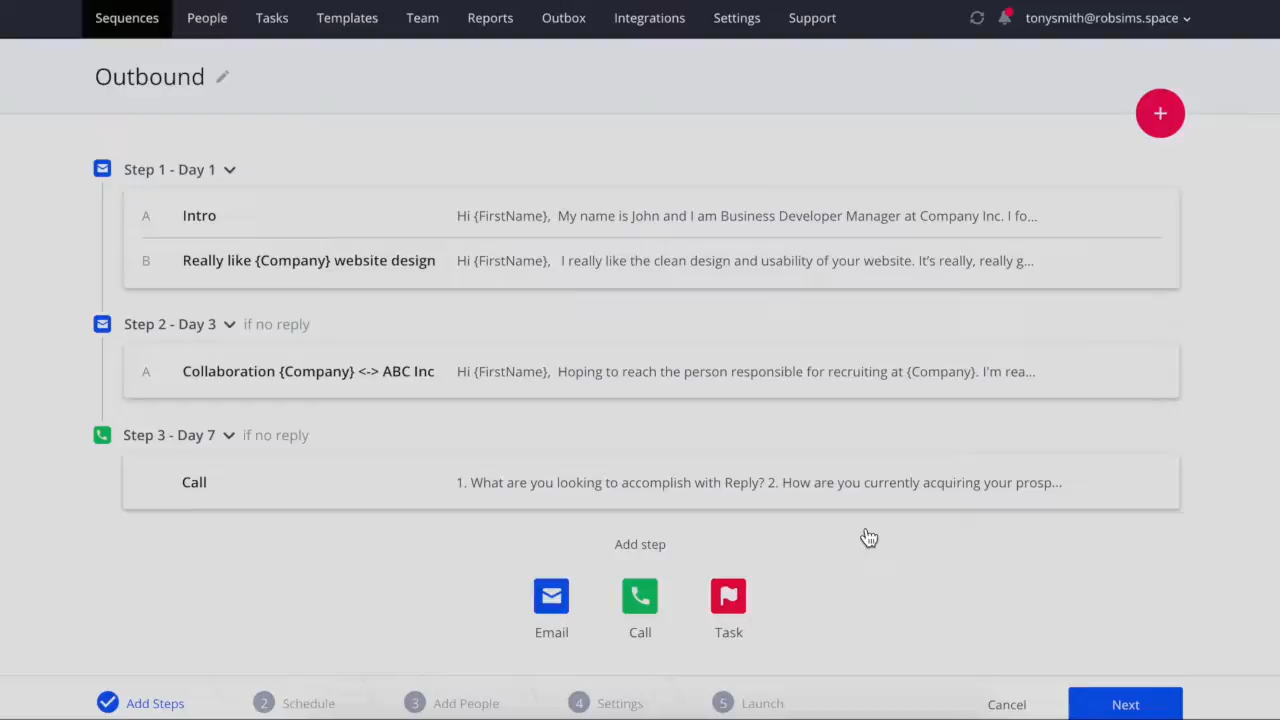 Sequences People Tasks Templates Team Reports Outbox Integrations Settings Support tonysmith@robsims.space
Outbound
+
Step 1 - Day 1
A Intro Hi {FirstName}, My name is John and I am Business Developer Manager at Company Inc. I fo...
B Really like {Company} website design Hi {FirstName}, I really like the clean design and usability of your website. It's really, really g...
Step 2 - Day 3 if no reply
A Collaboration {Company} <-> ABC Inc Hi {FirstName}, Hoping to reach the person responsible for recruiting at {Company}. I'm rea...
Step 3 - Day 7 if no reply
Call 1. What are you looking to accomplish with Reply? 2. How are you currently acquiring your prosp...
Add step
Email Call Task
Add Steps 2 Schedule 3 Add People 4 Settings 5 Launch Cancel Next